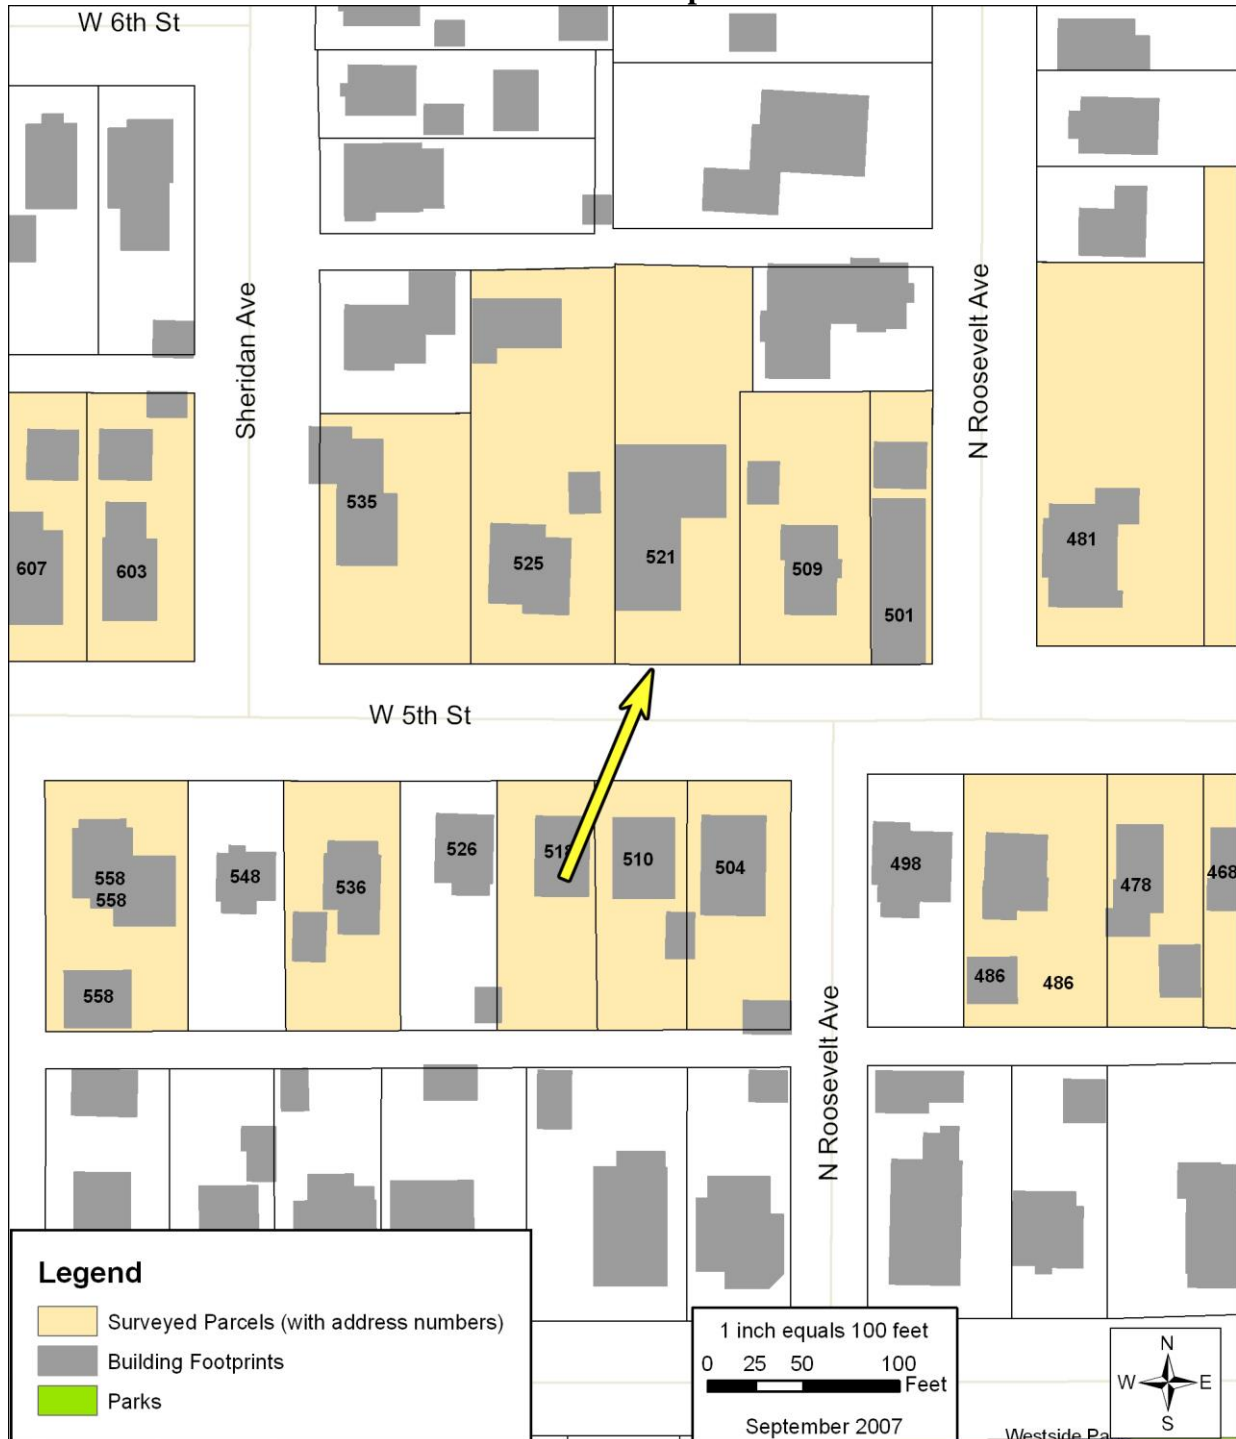 W 6th St
Sheridan Ave
N Roosevelt Ave
535
525
521
509
501
481
607
603
W 5th St
558
558
558
548
536
526
510
504
498
486
486
478
468
N Roosevelt Ave
Legend
Surveyed Parcels (with address numbers)
Building Footprints
Parks
1 inch equals 100 feet
0 25 50 100
Feet
September 2007
N
W E
S
Westside